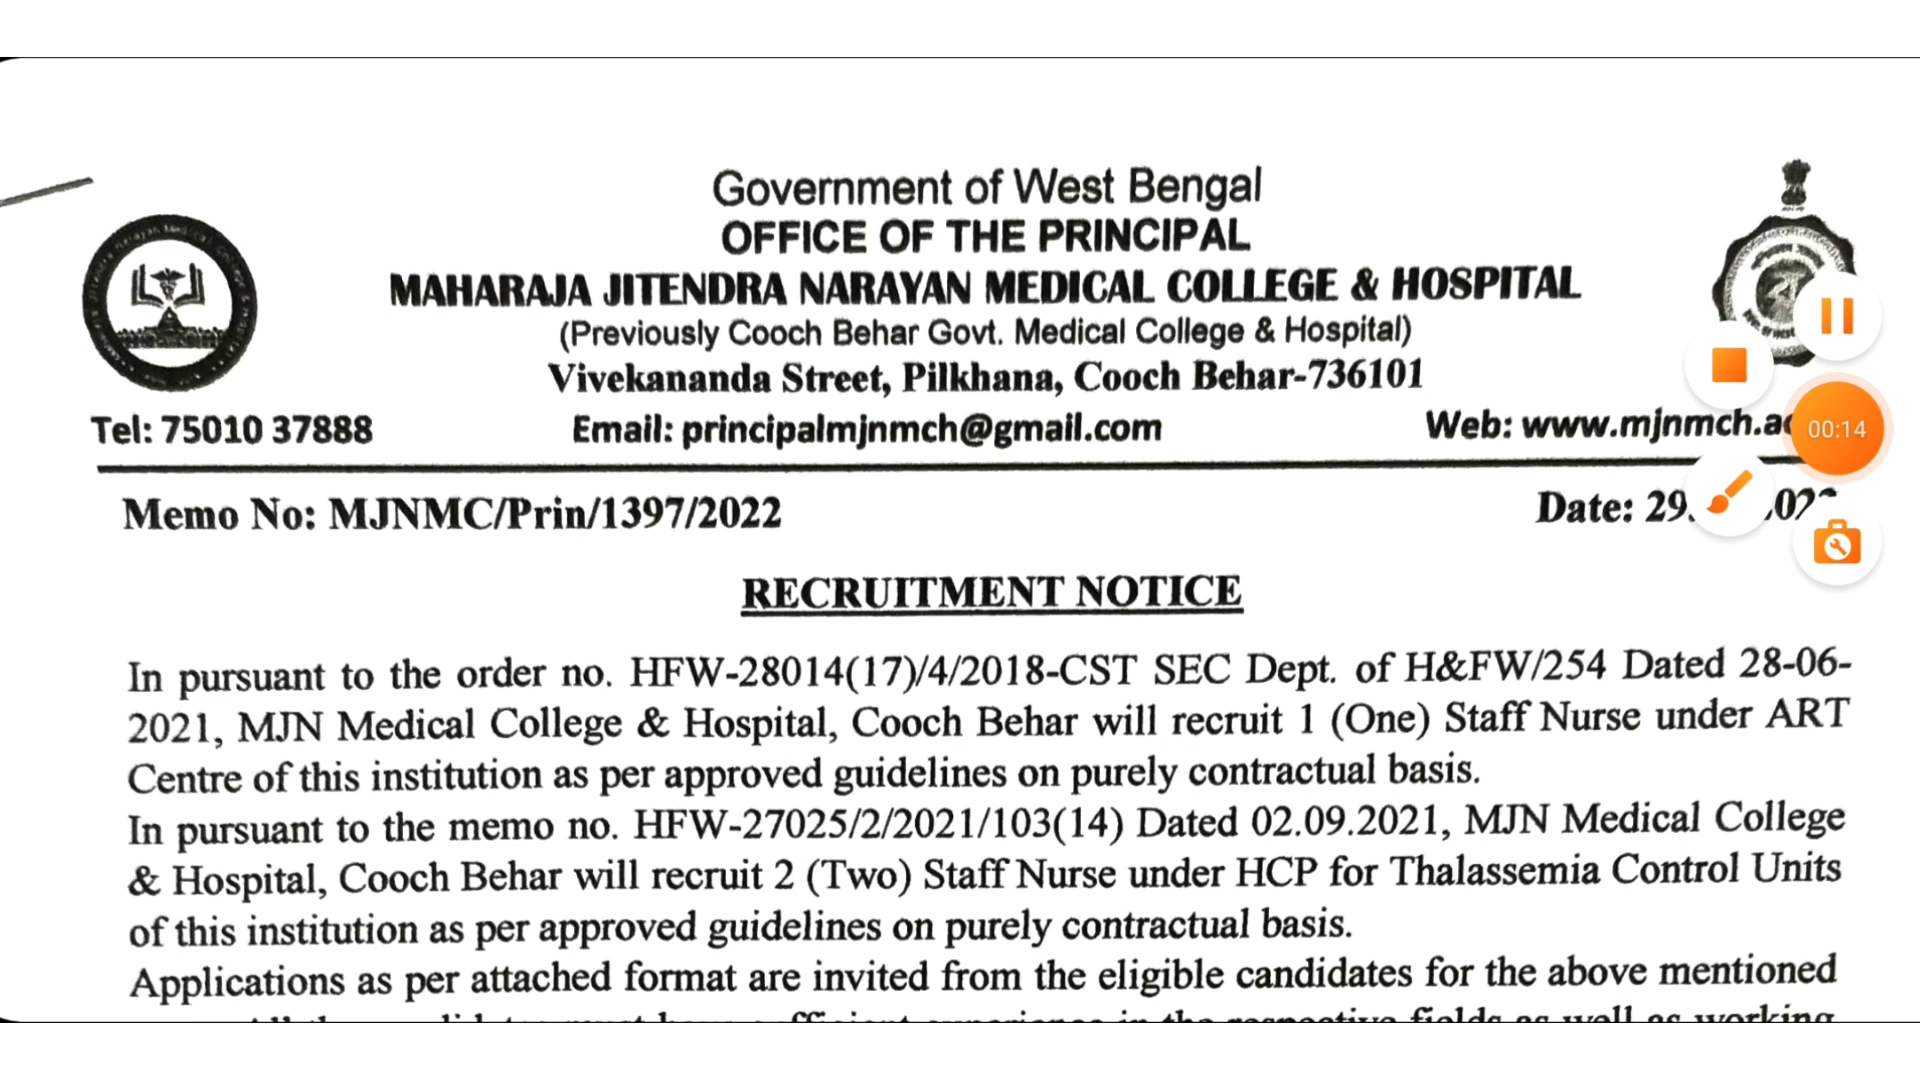 Government of West Bengal
OFFICE OF THE PRINCIPAL
MAHARAJA JITENDRA NARAYAN MEDICAL COLLEGE & HOSPITAL
(Previously Cooch Behar Govt. Medical College & Hospital)
Vivekananda Street, Pilkhana, Cooch Behar-736101
Tel: 75010 37888 Email: principalmjnmch@gmail.com Web: www.mjnmch.ac
00:14
Memo No: MJNMC/Prin/1397/2022 Date: 29.
RECRUITMENT NOTICE
In pursuant to the order no. HFW-28014(17)/4/2018-CST SEC Dept. of H&FW/254 Dated 28-06-
2021, MJN Medical College & Hospital, Cooch Behar will recruit 1 (One) Staff Nurse under ART
Centre of this institution as per approved guidelines on purely contractual basis.
In pursuant to the memo no. HFW-27025/2/2021/103(14) Dated 02.09.2021, MJN Medical College
& Hospital, Cooch Behar will recruit 2 (Two) Staff Nurse under HCP for Thalassemia Control Units
of this institution as per approved guidelines on purely contractual basis.
Applications as per attached format are invited from the eligible candidates for the above mentioned